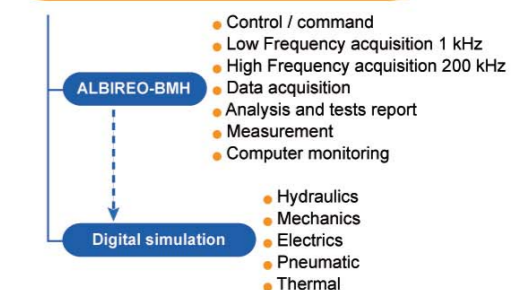 Control / command
Low Frequency acquisition 1 kHz
High Frequency acquisition 200 kHz
ALBIREO-BMH
Data acquisition
Analysis and tests report
Measurement
Computer monitoring
Hydraulics
Mechanics
Digital simulation
Electrics
Pneumatic
Thermal